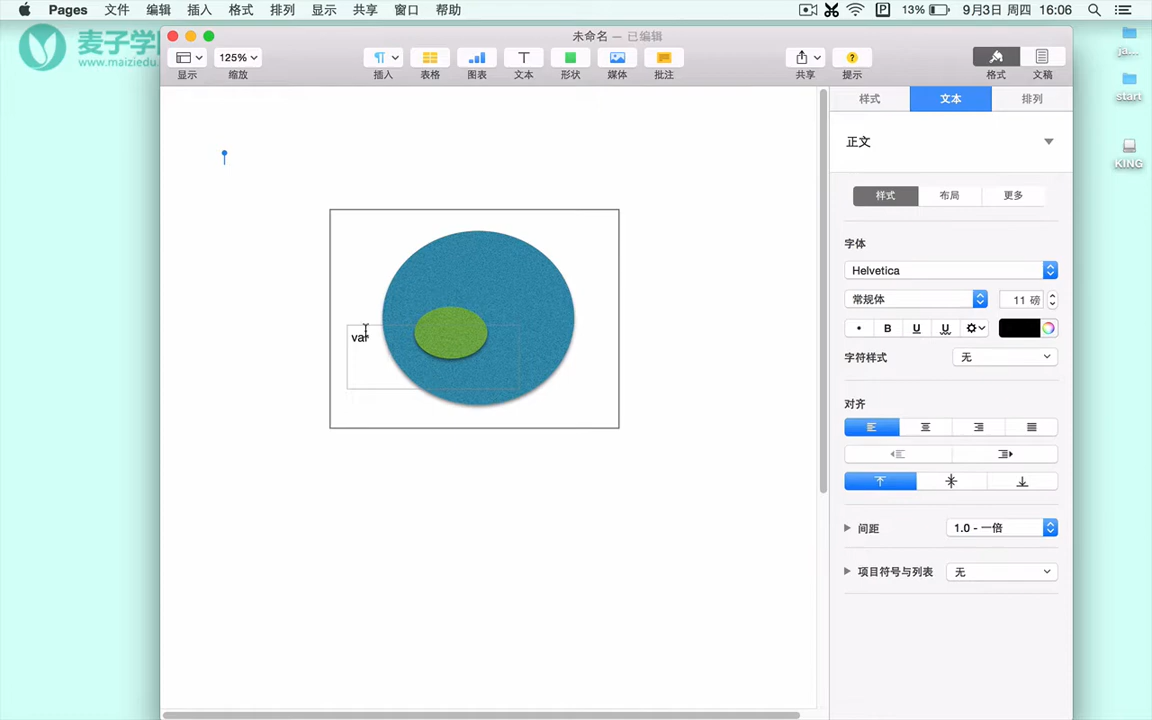 Pages 文件 编辑 插入 格式 排列 显示 共享 窗口 帮助 13% 9月3日 周四 16:06
麦子学
www.maiziedu.
未命名 — 已编辑
125%
显示 缩放 插入 表格 图表 文本 形状 媒体 批注 共享 提示 格式 文稿
ja...
start
KING
样式 文本 排列
正文
样式 布局 更多
字体
Helvetica
常规体 11 磅
B U U
字符样式 无
对齐
间距 1.0 - 一倍
项目符号与列表 无
var